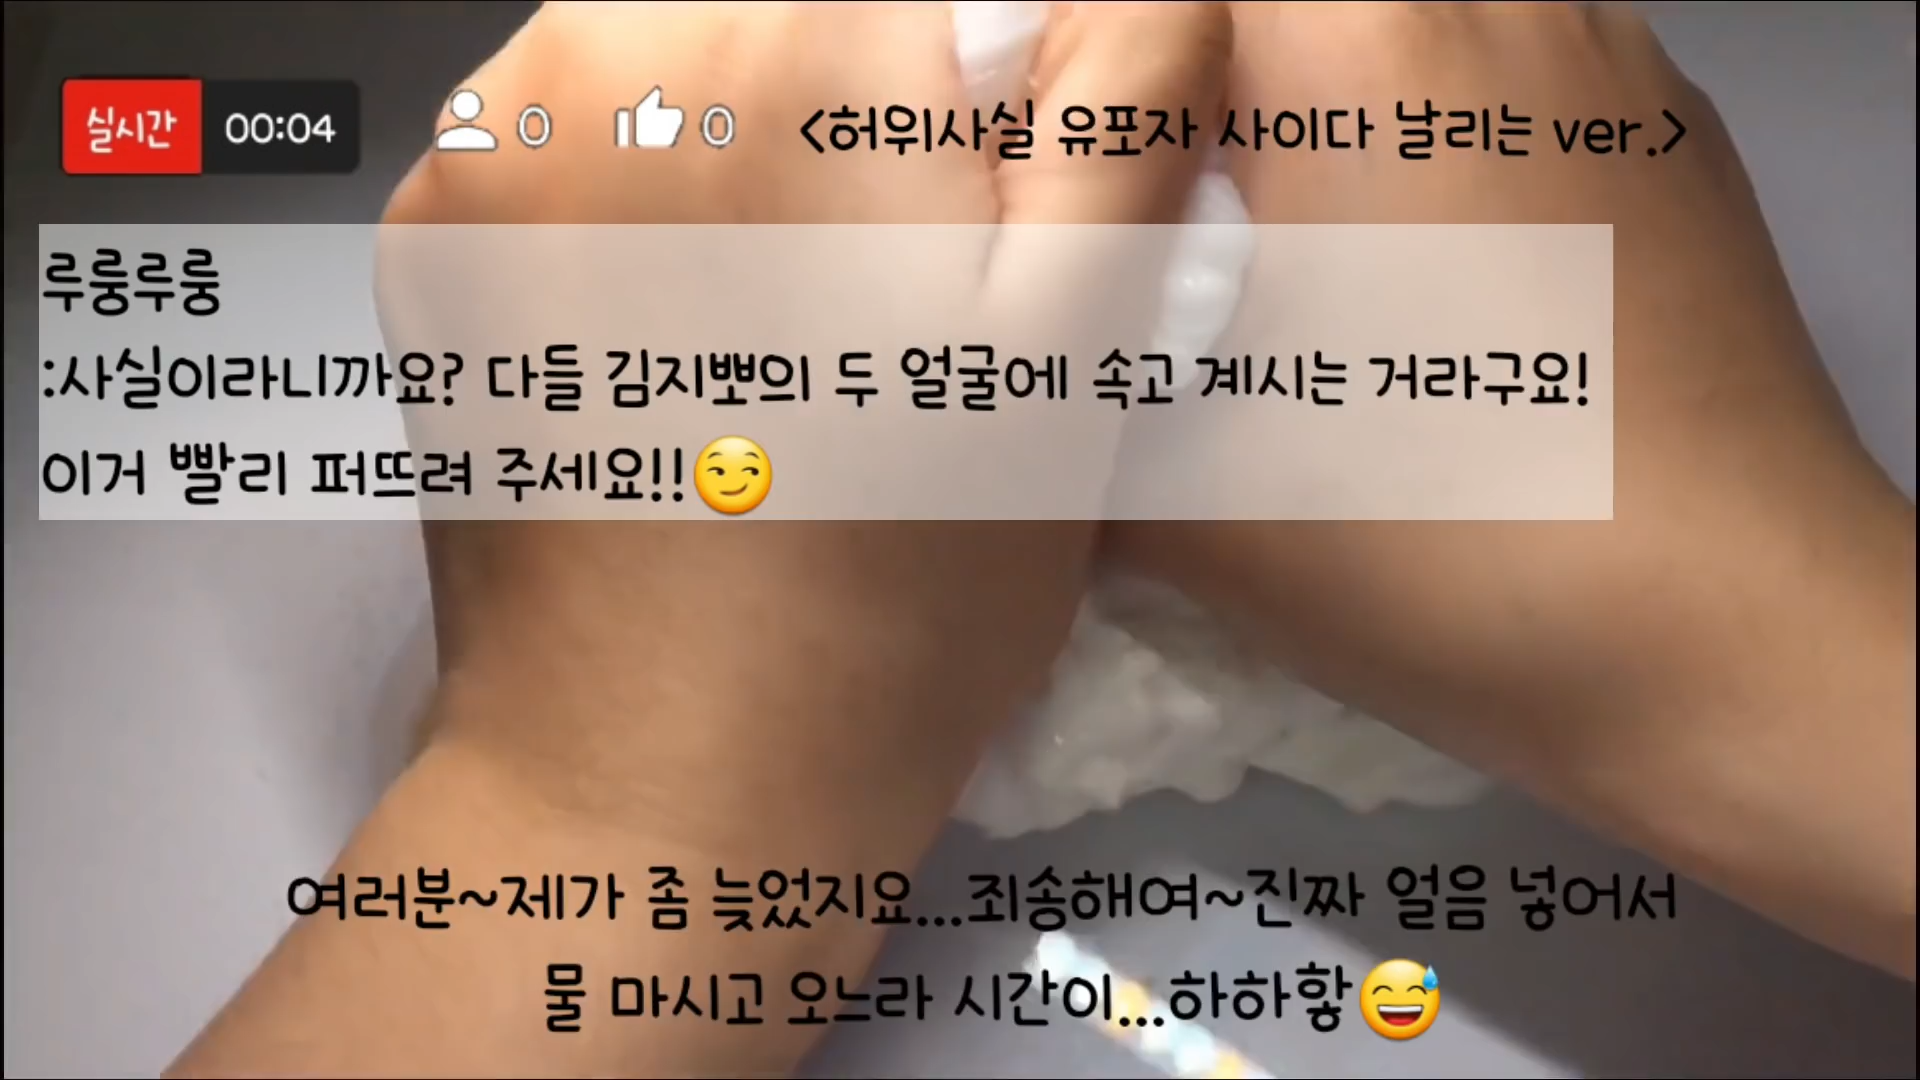 실시간 00:04 0 0 <허위사실 유포자 사이다 날리는 ver.>
루룽루룽
:사실이라니까요? 다들 김지뽀의 두 얼굴에 속고 계시는 거라구요!
이거 빨리 퍼뜨려 주세요!!😏
여러분~제가 좀 늦었지요...죄송해여~진짜 얼음 넣어서
물 마시고 오느라 시간이...하하핳😅